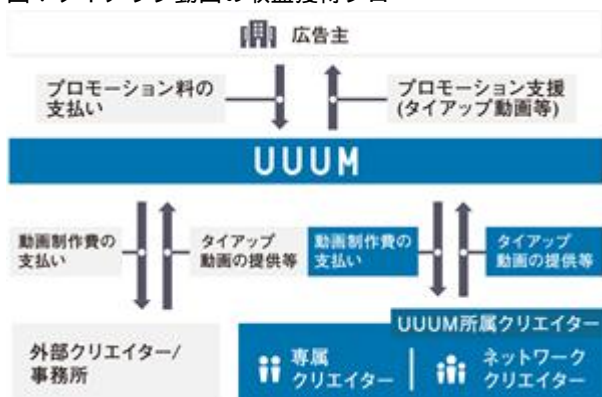 広告主
プロモーション料の
支払い
プロモーション支援
(タイアップ動画等)
UUUM
動画制作費の
支払い
タイアップ
動画の提供等
動画制作費の
支払い
タイアップ
動画の提供等
UUUM所属クリエイター
外部クリエイター/
事務所
専属
クリエイター
ネットワーク
クリエイター